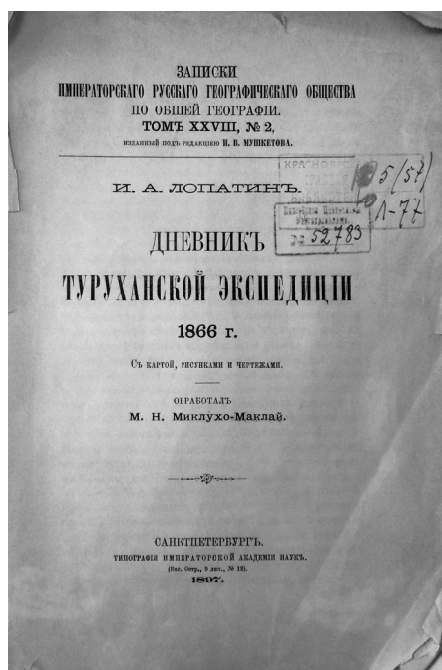 ЗАПИСКИ
ИМПЕРАТОРСКАГО РУССКАГО ГЕОГРАФИЧЕСКАГО ОБЩЕСТВА
ПО ОБЩЕЙ ГЕОГРАФІИ.
ТОМЪ XXVIII, № 2,
ИЗДАННЫЙ ПОДЪ РЕДАКЦІЕЮ И. В. МУШКЕТОВА.
И. А. ЛОПАТИНЪ.
5/57
Л-77
№ 52783
ДНЕВНИКЪ
ТУРУХАНСКОЙ ЭКСПЕДИЦІИ
1866 г.
Съ картой, рисунками и чертежами.
ОБРАБОТАЛЪ
М. Н. Миклухо-Маклай.
САНКТПЕТЕРБУРГЪ.
ТИПОГРАФІЯ ИМПЕРАТОРСКОЙ АКАДЕМІИ НАУКЪ.
(Вас. Остр., 9 лин., № 12).
1897.